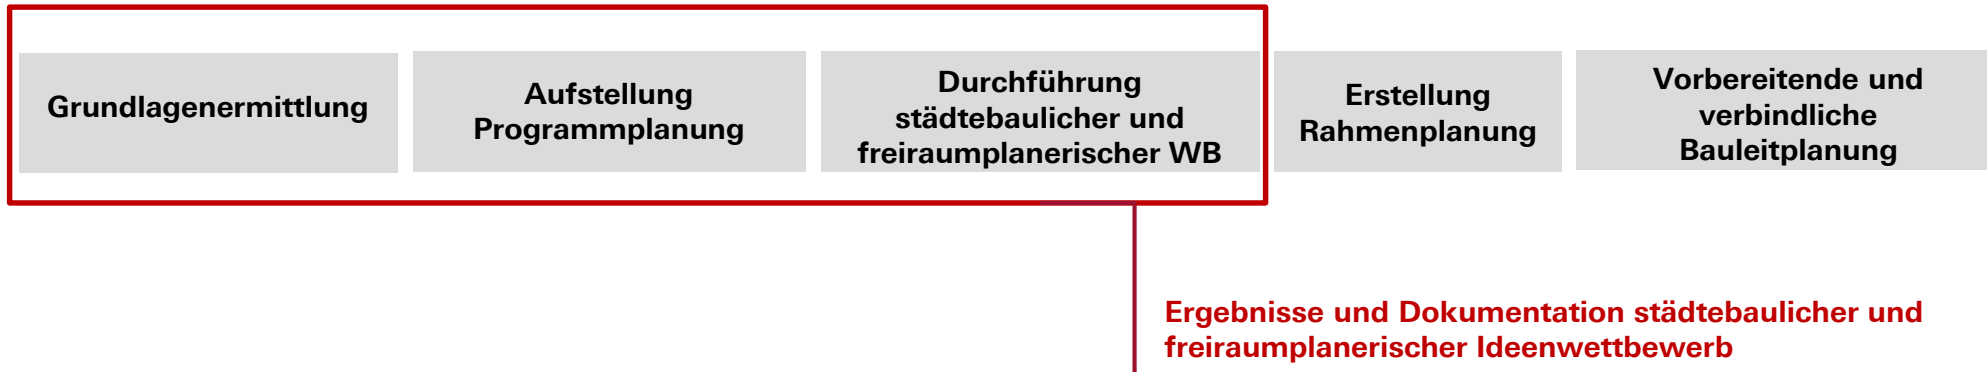 Grundlagenermittlung
Aufstellung
Programmplanung
Durchführung
städtebaulicher und
freiraumplanerischer WB
Erstellung
Rahmenplanung
Vorbereitende und
verbindliche
Bauleitplanung
Ergebnisse und Dokumentation städtebaulicher und
freiraumplanerischer Ideenwettbewerb